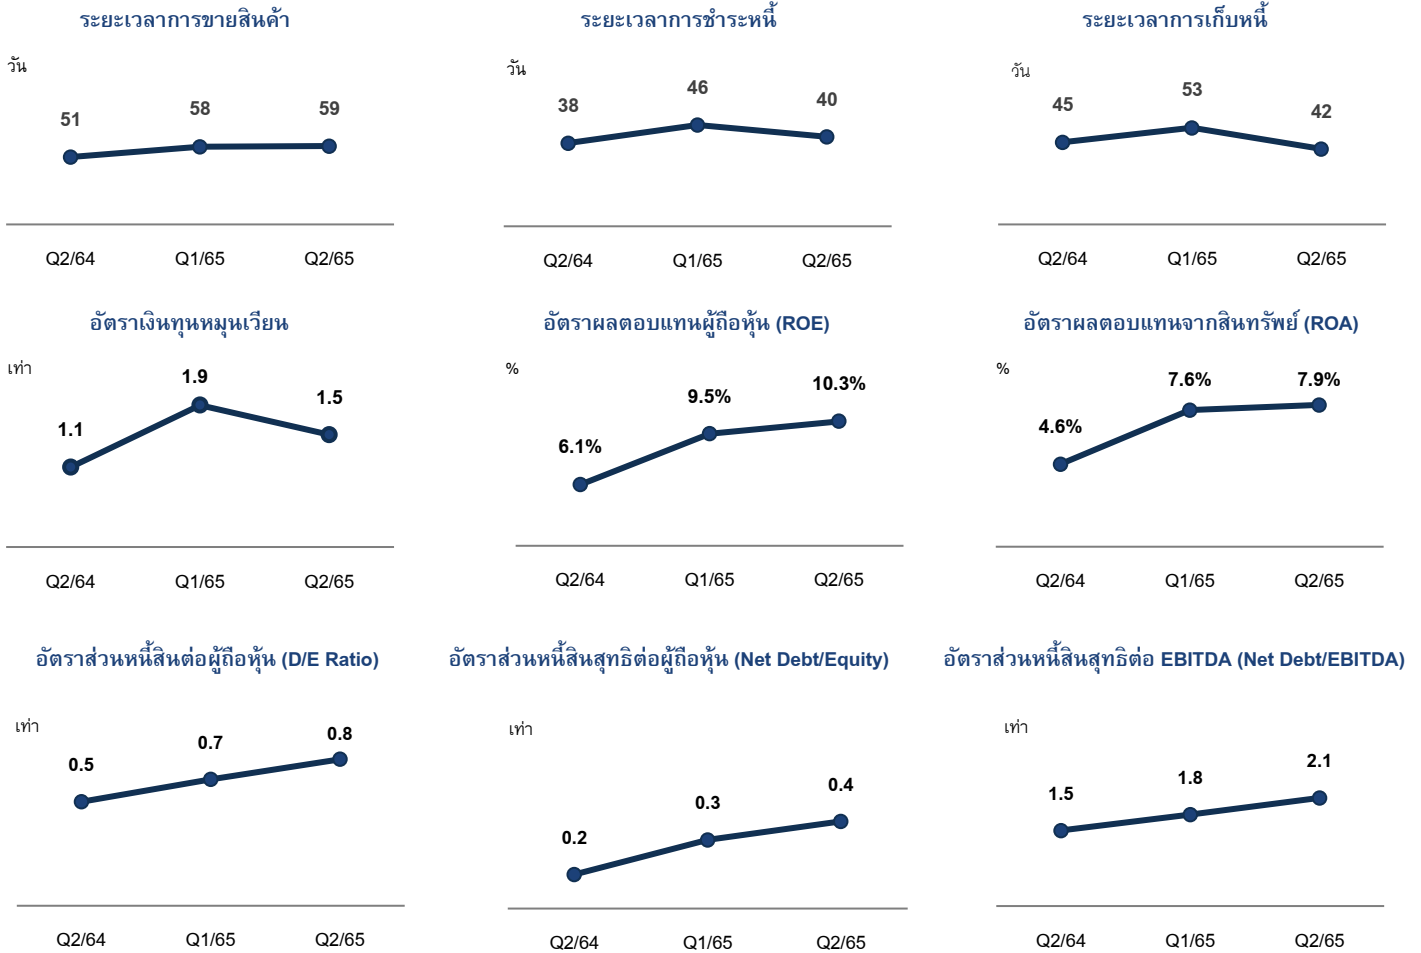 ระยะเวลาการขายสินค้า
วัน
51
58
59
Q2/64 Q1/65 Q2/65
ระยะเวลาการชำระหนี้
วัน
38
46
40
Q2/64 Q1/65 Q2/65
ระยะเวลาการเก็บหนี้
วัน
45
53
42
Q2/64 Q1/65 Q2/65
อัตราเงินทุนหมุนเวียน
เท่า
1.1
1.9
1.5
Q2/64 Q1/65 Q2/65
อัตราผลตอบแทนผู้ถือหุ้น (ROE)
%
6.1%
9.5%
10.3%
Q2/64 Q1/65 Q2/65
อัตราผลตอบแทนจากสินทรัพย์ (ROA)
%
4.6%
7.6%
7.9%
Q2/64 Q1/65 Q2/65
อัตราส่วนหนี้สินต่อผู้ถือหุ้น (D/E Ratio)
เท่า
0.5
0.7
0.8
Q2/64 Q1/65 Q2/65
อัตราส่วนหนี้สินสุทธิต่อผู้ถือหุ้น (Net Debt/Equity)
เท่า
0.2
0.3
0.4
Q2/64 Q1/65 Q2/65
อัตราส่วนหนี้สินสุทธิต่อ EBITDA (Net Debt/EBITDA)
เท่า
1.5
1.8
2.1
Q2/64 Q1/65 Q2/65